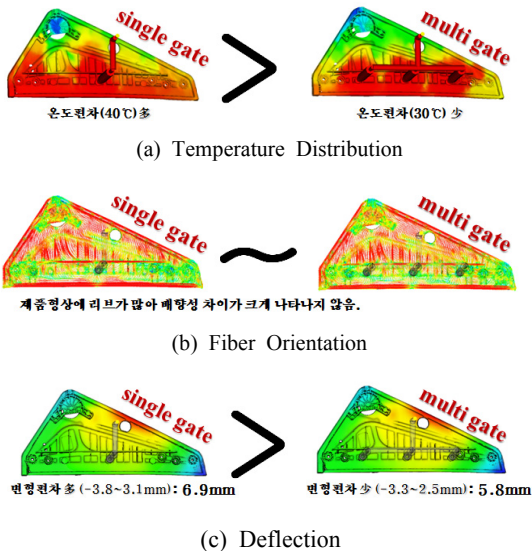 single gate
multi gate
>
온도편차(40℃)多
온도편차(30℃) 少
(a) Temperature Distribution
single gate
multi gate
~
제품형상에 리브가 많아 배향성 차이가 크게 나타나지 않음.
(b) Fiber Orientation
single gate
multi gate
>
변형편차 多 (-3.8~3.1mm) : 6.9mm
변형편차 少 (-3.3~2.5mm) : 5.8mm
(c) Deflection